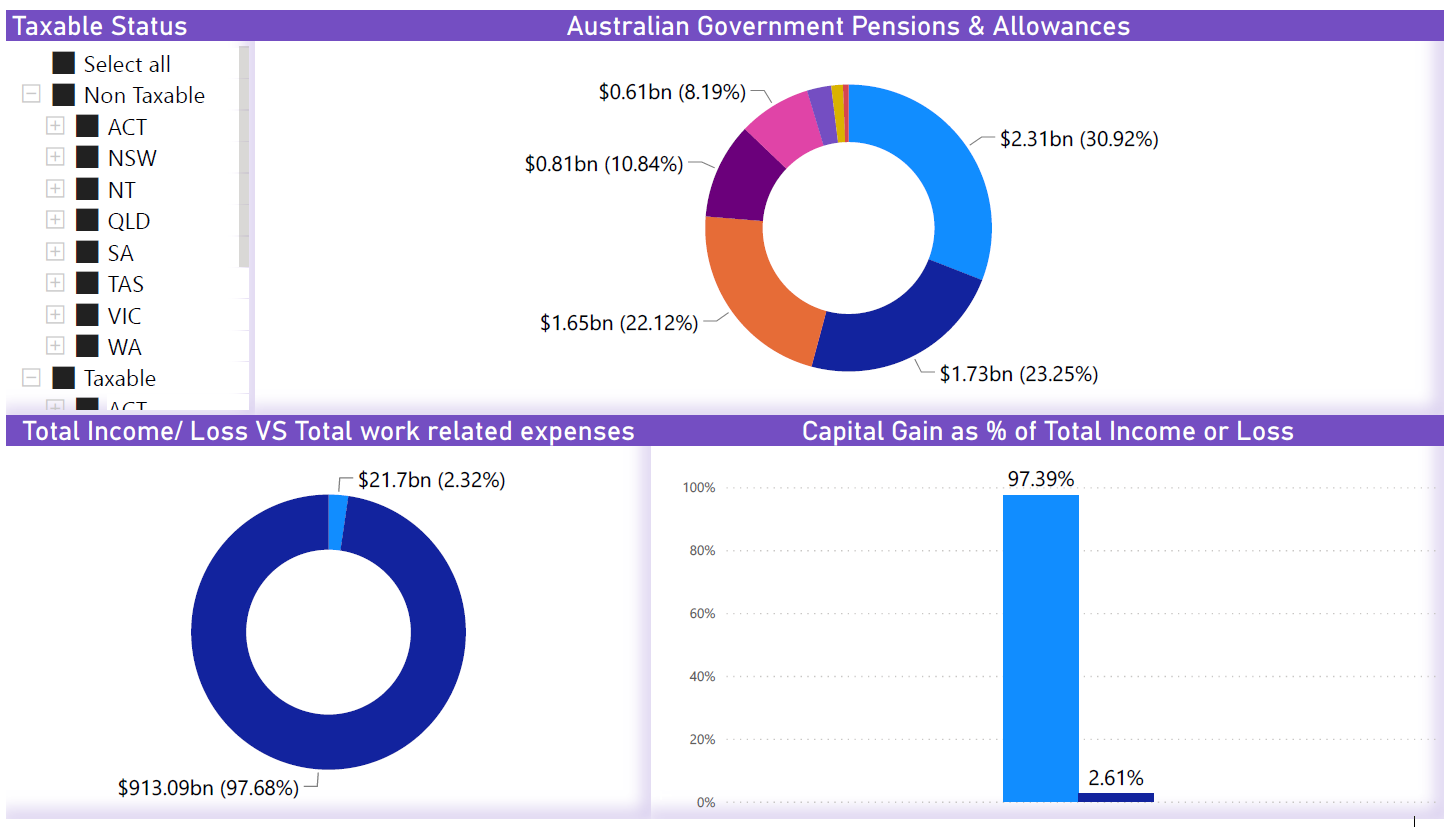 Taxable Status
Select all
Non Taxable
ACT
NSW
NT
QLD
SA
TAS
VIC
WA
Taxable
ACT
Australian Government Pensions & Allowances
$0.61bn (8.19%)
$2.31bn (30.92%)
$0.81bn (10.84%)
$1.65bn (22.12%)
$1.73bn (23.25%)
Total Income/ Loss VS Total work related expenses
$21.7bn (2.32%)
$913.09bn (97.68%)
Capital Gain as % of Total Income or Loss
97.39%
100%
80%
60%
40%
20%
2.61%
0%